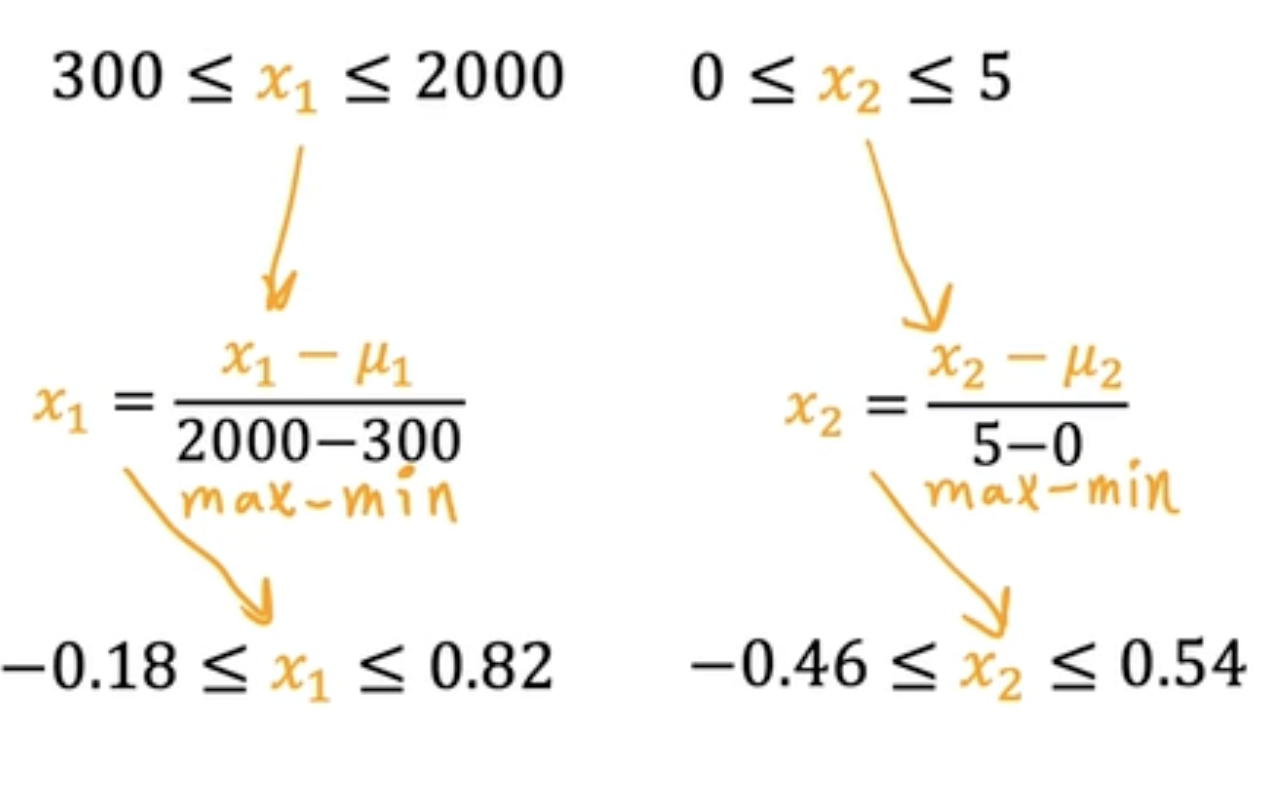 300 ≤ x₁ ≤ 2000 0 ≤ x₂ ≤ 5
x₁ = (x₁ − μ₁)/(2000−300) x₂ = (x₂ − μ₂)/(5−0)
max-min max-min
−0.18 ≤ x₁ ≤ 0.82 −0.46 ≤ x₂ ≤ 0.54